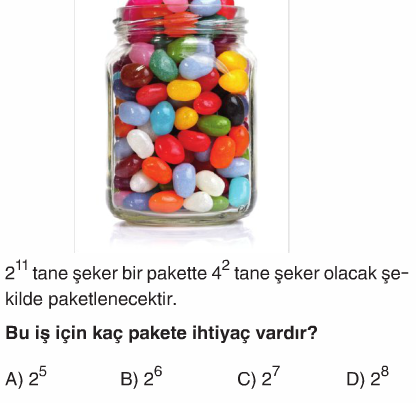 2¹¹ tane şeker bir pakette 4² tane şeker olacak şe-
kilde paketlenecektir.
Bu iş için kaç pakete ihtiyaç vardır?
A) 2⁵ B) 2⁶ C) 2⁷ D) 2⁸